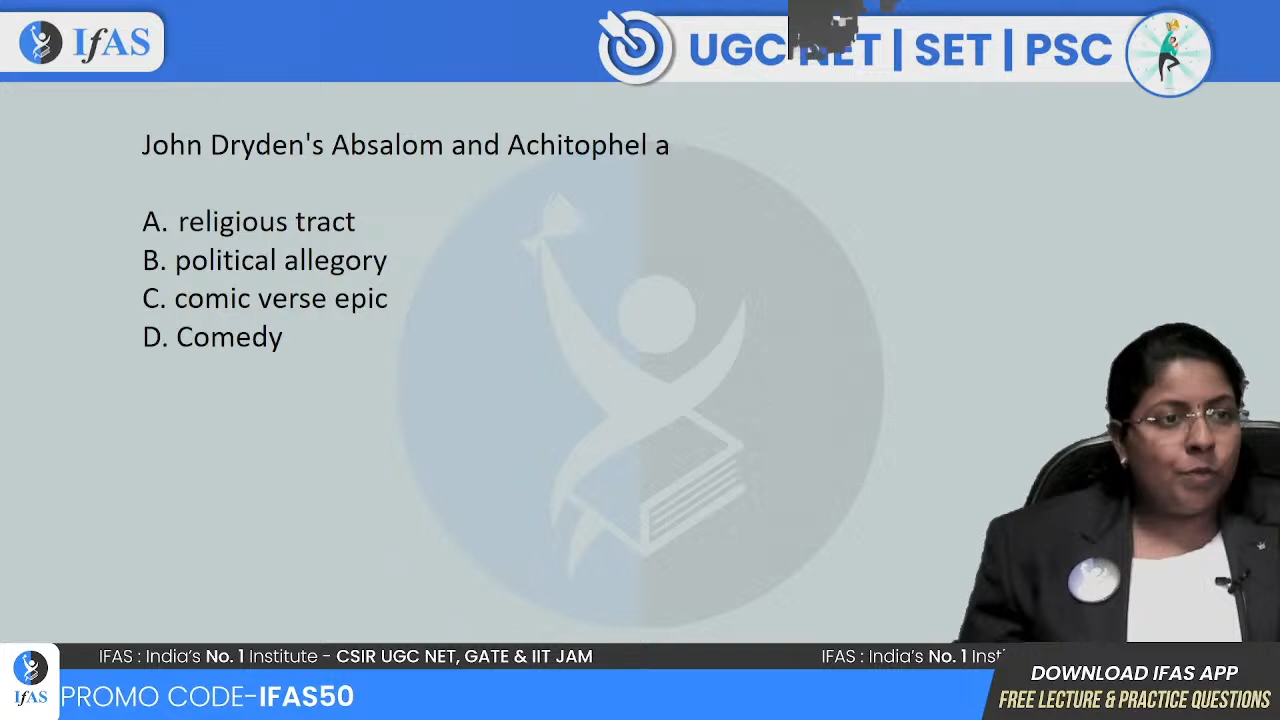 IfAS
UGC NET | SET | PSC
John Dryden's Absalom and Achitophel a
A. religious tract
B. political allegory
C. comic verse epic
D. Comedy
IFAS : India's No. 1 Institute - CSIR UGC NET, GATE & IIT JAM
IFAS : India's No. 1 Insti
DOWNLOAD IFAS APP
FREE LECTURE & PRACTICE QUESTIONS
IfAS
PROMO CODE-IFAS50